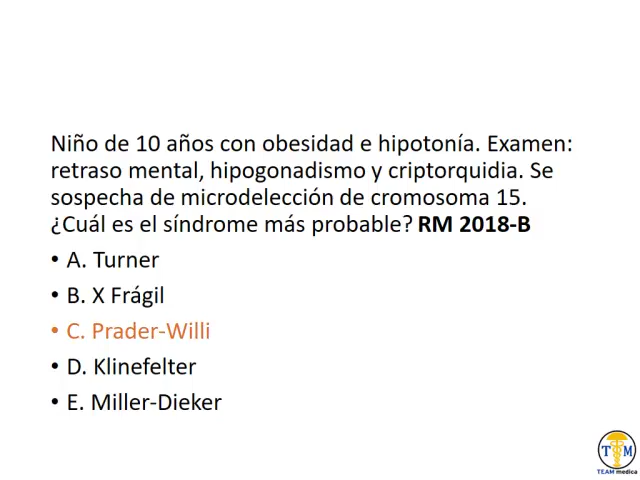 Niño de 10 años con obesidad e hipotonía. Examen:
retraso mental, hipogonadismo y criptorquidia. Se
sospecha de microdelección de cromosoma 15.
¿Cuál es el síndrome más probable? RM 2018-B
• A. Turner
• B. X Frágil
• C. Prader-Willi
• D. Klinefelter
• E. Miller-Dieker
T M
TEAM medica